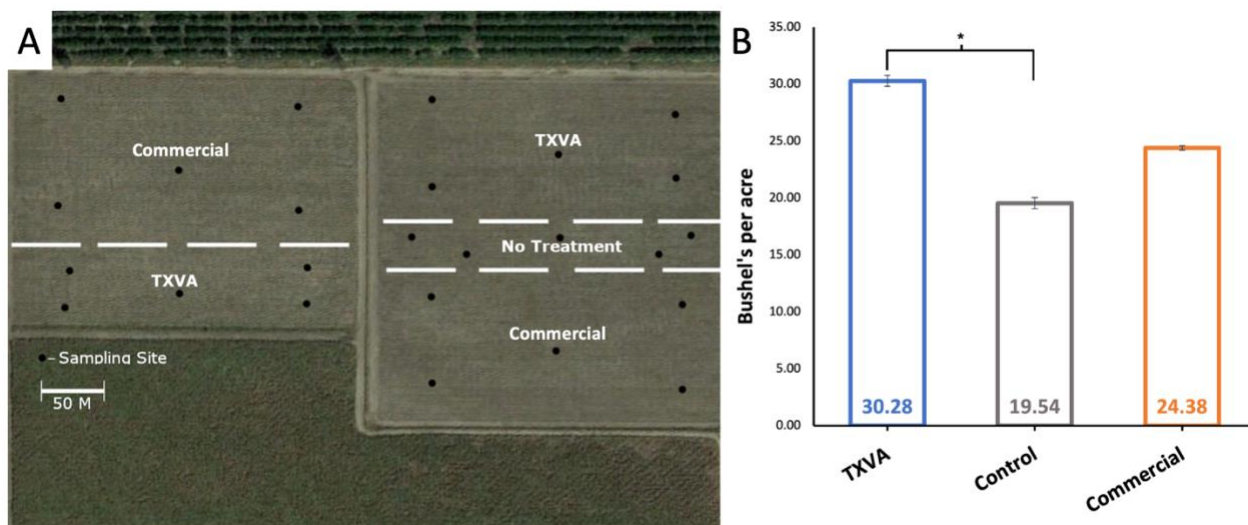 A
Commercial
TXVA
TXVA
No Treatment
Commercial
- Sampling Site
50 M
B
*
Bushel's per acre
35.00
30.00
25.00
20.00
15.00
10.00
5.00
0.00
30.28
19.54
24.38
TXVA
Control
Commercial